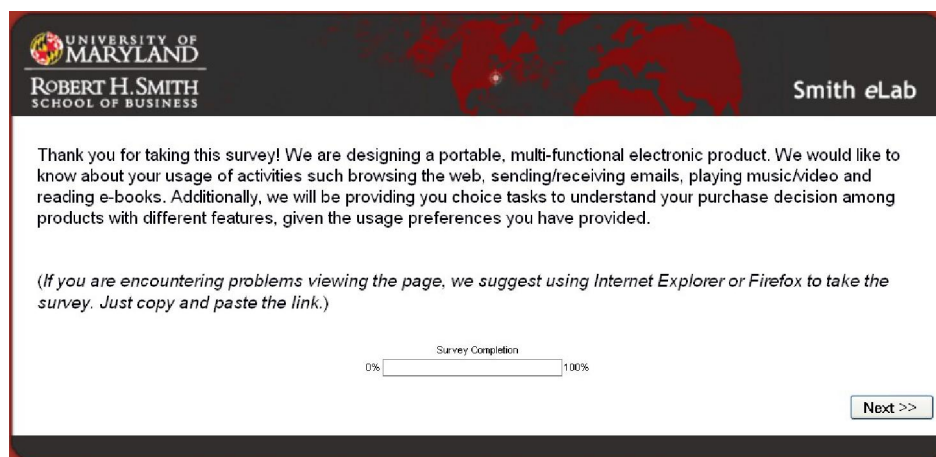 UNIVERSITY OF
MARYLAND
ROBERT H. SMITH
SCHOOL OF BUSINESS
Smith eLab
Thank you for taking this survey! We are designing a portable, multi-functional electronic product. We would like to
know about your usage of activities such browsing the web, sending/receiving emails, playing music/video and
reading e-books. Additionally, we will be providing you choice tasks to understand your purchase decision among
products with different features, given the usage preferences you have provided.
(If you are encountering problems viewing the page, we suggest using Internet Explorer or Firefox to take the
survey. Just copy and paste the link.)
Survey Completion
0% 100%
Next >>